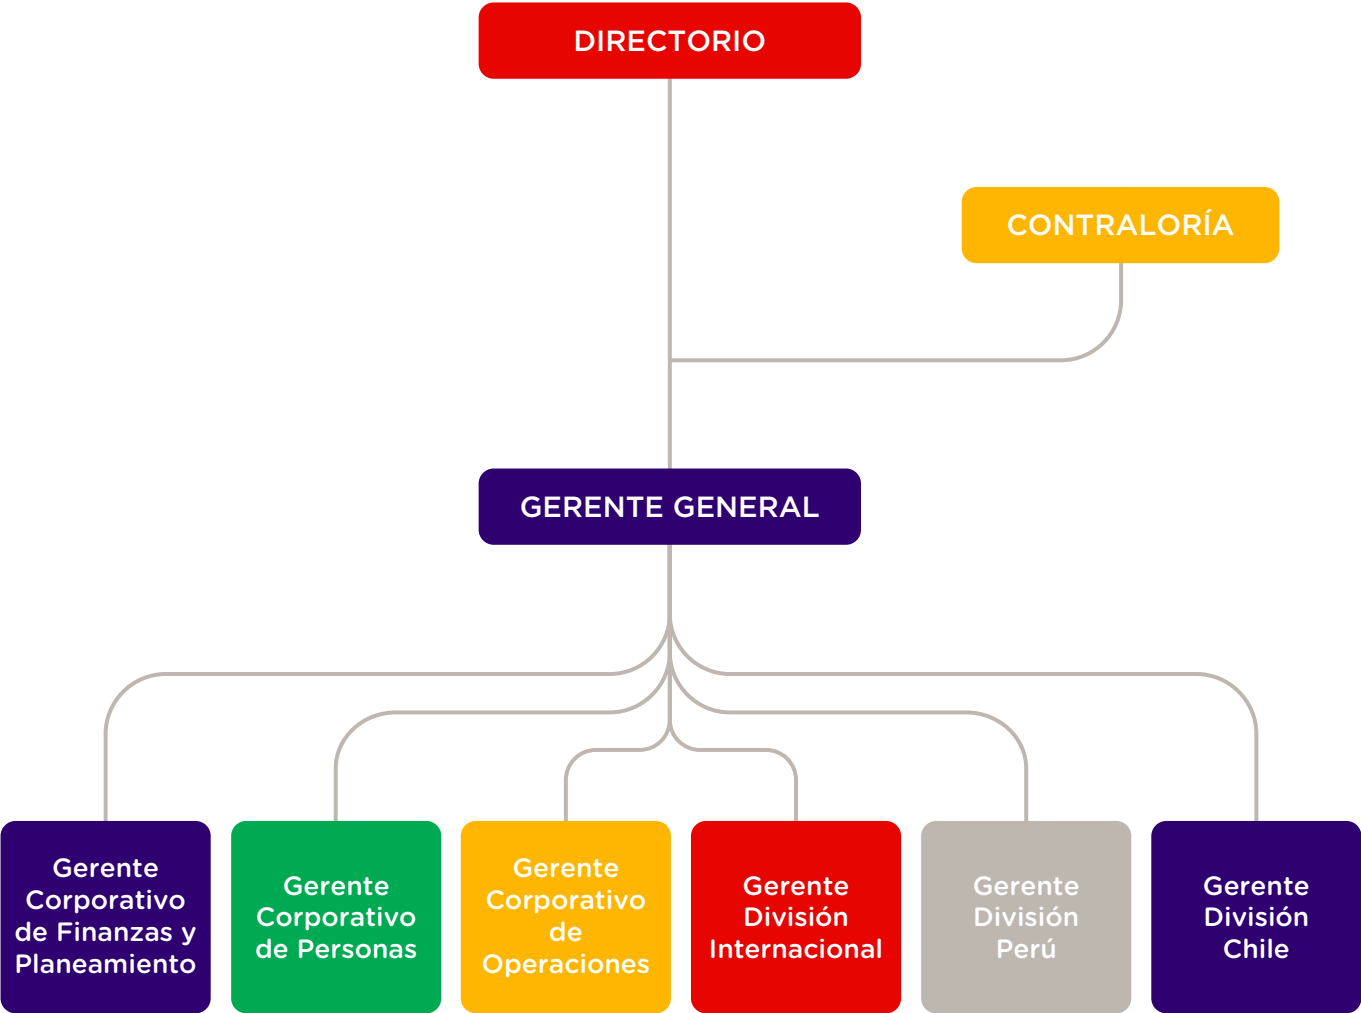 DIRECTORIO
CONTRALORÍA
GERENTE GENERAL
Gerente
Corporativo
de Finanzas y
Planeamiento
Gerente
Corporativo
de Personas
Gerente
Corporativo
de
Operaciones
Gerente
División
Internacional
Gerente
División
Perú
Gerente
División
Chile